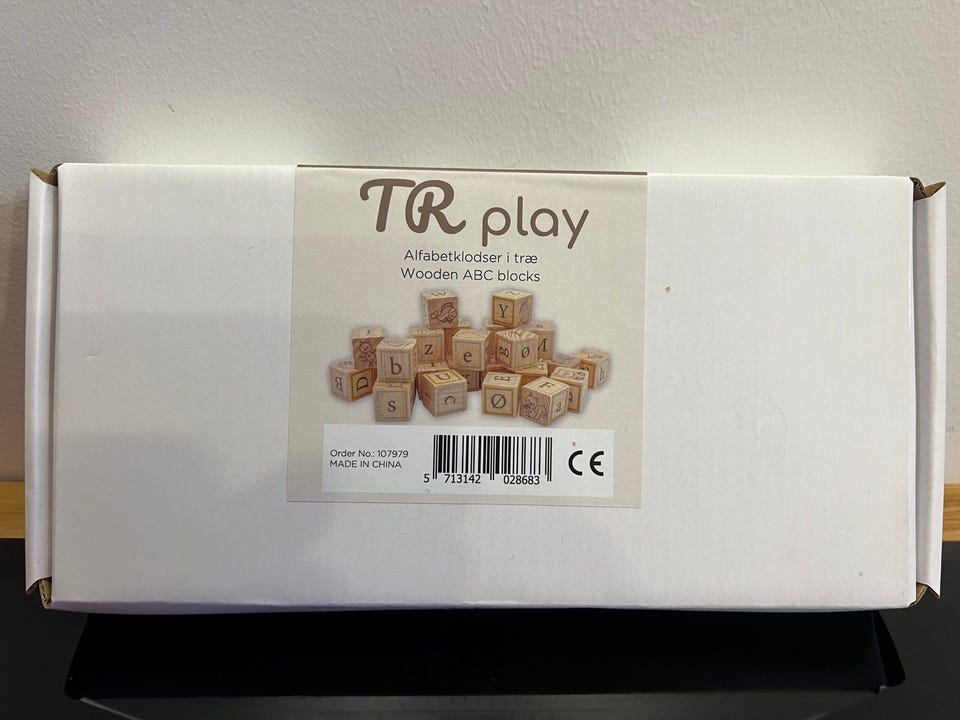 TR play
Alfabetklodser i træ
Wooden ABC blocks
Y
z
e
ø
M
b
B
D
U
E
F
s
C
Ø
a
h
Order No.: 107979
MADE IN CHINA
5 713142 028683
CE